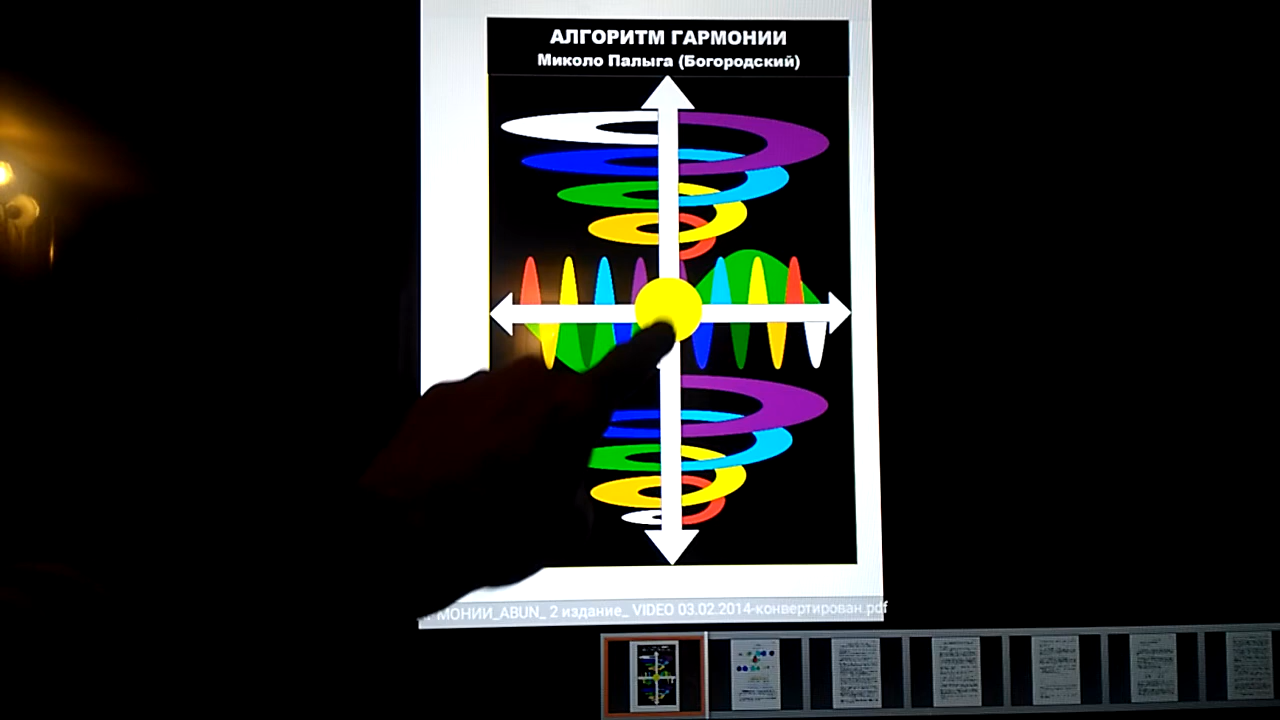 АЛГОРИТМ ГАРМОНИИ
Миколо Палыга (Богородский)
МОНИИ_ABUN_ 2 издание_ VIDEO 03.02.2014-конвертирован.pdf